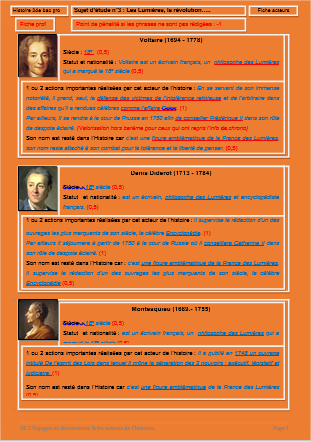 Histoire 2de bac pro
Sujet d'étude n°3 : Les Lumières, la révolution.....
Fiche acteurs
Fiche prof
Point de pénalité si les phrases ne sont pas rédigées : -1
Voltaire (1694 - 1778)
Siècle : 18e (0,5)
Statut et nationalité : Voltaire est un écrivain français, un philosophe des Lumières
qui a marqué le 18e siècle (0,5)
1 ou 2 actions importantes réalisées par cet acteur de l'histoire : En se servant de son immense
notoriété, il prend, seul, la défense des victimes de l'intolérance religieuse et de l'arbitraire dans
des affaires qu'il a rendues célèbres comme l'affaire Calas. (1)
Par ailleurs, il se rendra à la cour de Prusse en 1750 afin de conseiller Frédéric II dans son rôle
de despote éclairé. (Valorisation hors barème pour ceux qui ont repris l'info du chrono)
Son nom est resté dans l'Histoire car c'est une figure emblématique de la France des Lumières,
son nom reste attaché à son combat pour la tolérance et la liberté de penser. (0,5)
Denis Diderot (1713 - 1784)
Siècle : 18e siècle (0,5)
Statut et nationalité : est un écrivain, philosophe des Lumières et encyclopédiste
français. (0,5)
1 ou 2 actions importantes réalisées par cet acteur de l'histoire : Il supervise la rédaction d'un des
ouvrages les plus marquants de son siècle, la célèbre Encyclopédie. (1)
Par ailleurs il séjournera à partir de 1750 à la cour de Russie où il conseillera Catherine II dans
son rôle de despote éclairé. (1)
Son nom est resté dans l'Histoire car : c'est une figure emblématique de la France des Lumières,
il supervise la rédaction d'un des ouvrages les plus marquants de son siècle, la célèbre
Encyclopédie (0,5)
Montesquieu (1689 - 1755)
Siècle : 18e siècle (0,5)
Statut et nationalité : est un écrivain français, un philosophe des Lumières qui a
marqué le 18e siècle (0,5)
1 ou 2 actions importantes réalisées par cet acteur de l'histoire : Il a publié en 1748 un ouvrage
intitulé De l'esprit des Lois dans lequel il prône la séparation des 3 pouvoirs : exécutif, législatif et
judiciaire. (1)
Son nom est resté dans l'Histoire car c'est une figure emblématique de la France des Lumières
(0,5)
Page 1